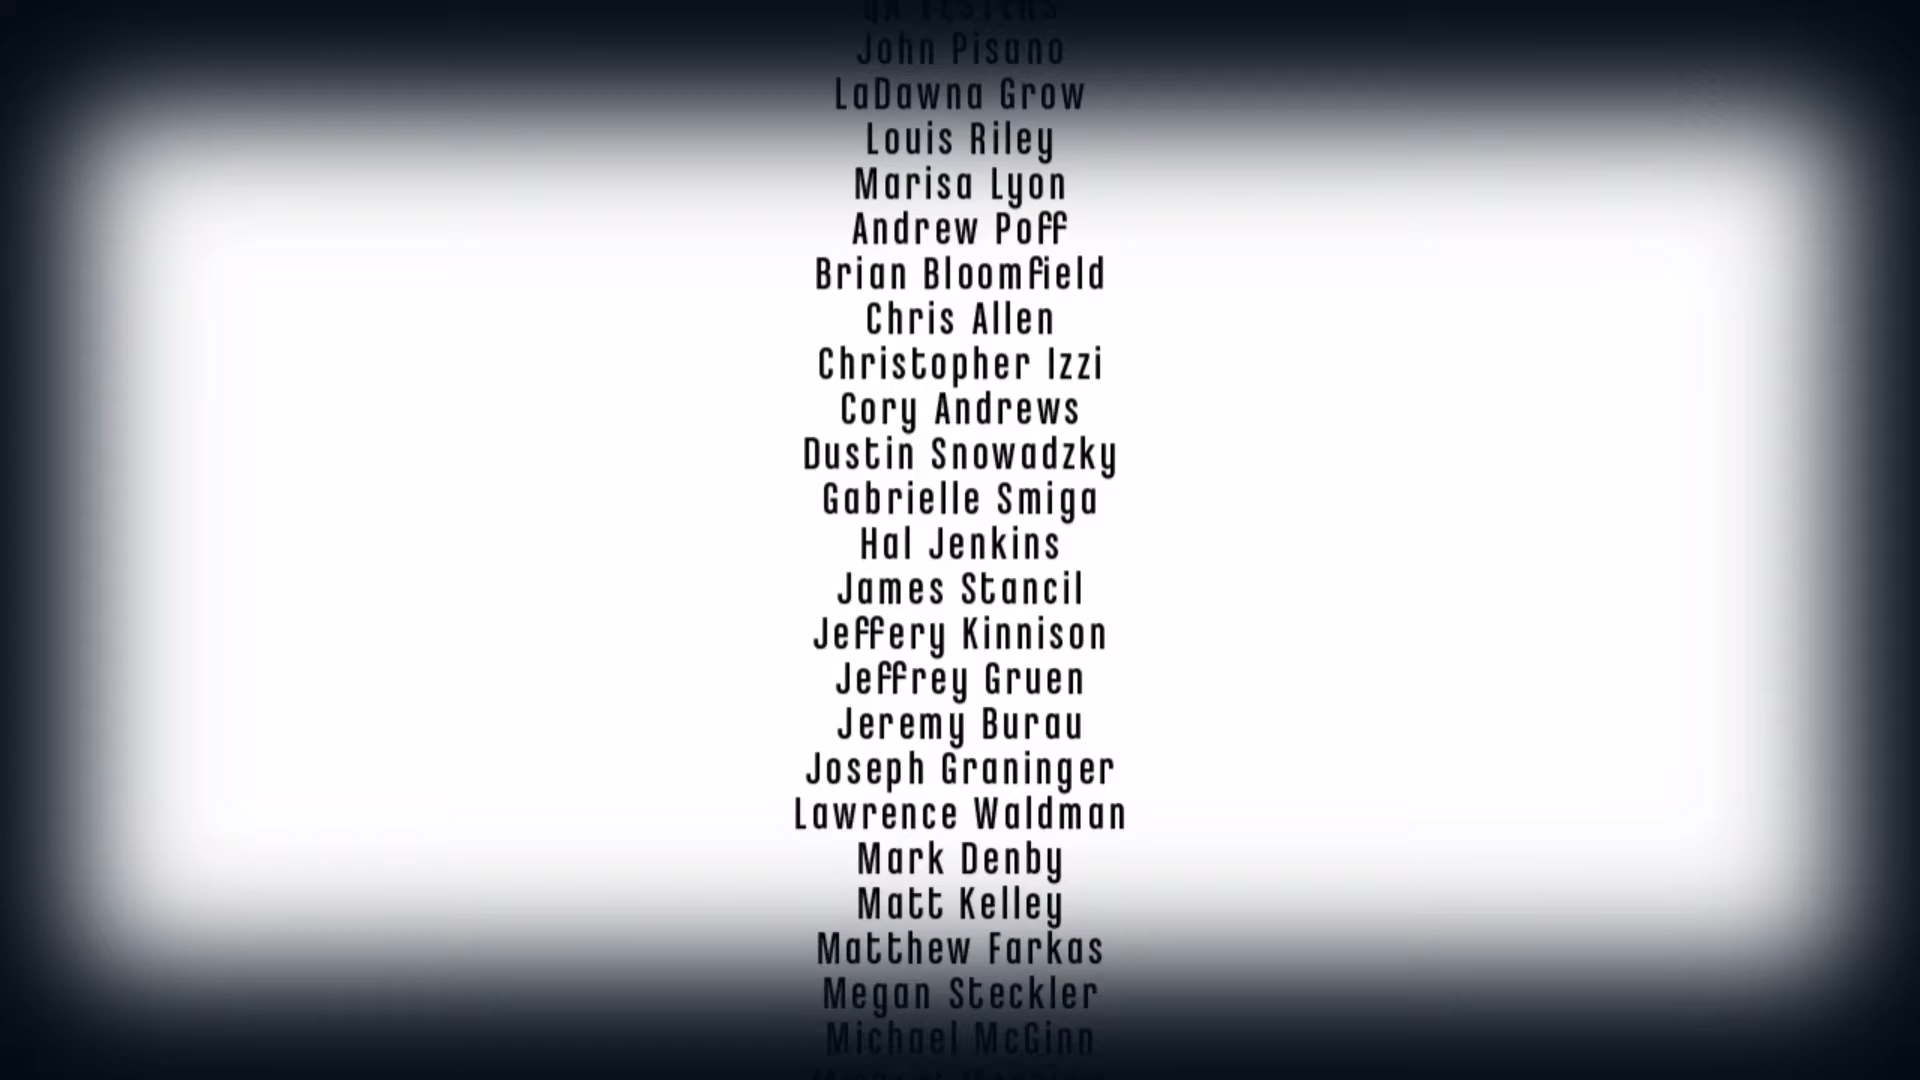 QA TESTERS
John Pisano
LaDawna Grow
Louis Riley
Marisa Lyon
Andrew Poff
Brian Bloomfield
Chris Allen
Christopher Izzi
Cory Andrews
Dustin Snowadzky
Gabrielle Smiga
Hal Jenkins
James Stancil
Jeffery Kinnison
Jeffrey Gruen
Jeremy Burau
Joseph Graninger
Lawrence Waldman
Mark Denby
Matt Kelley
Matthew Farkas
Megan Steckler
Michael McGinn